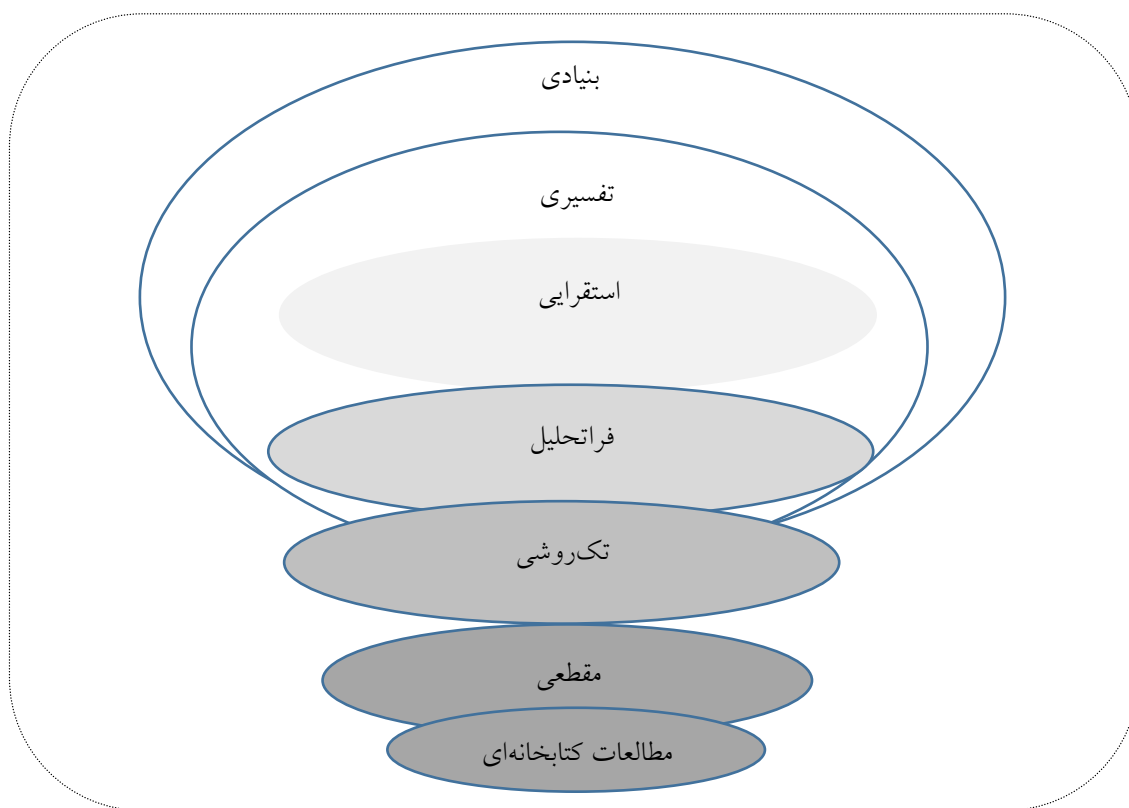 بنیادی
تفسیری
استقرایی
فراتحلیل
تک‌روشی
مقطعی
مطالعات کتابخانه‌ای